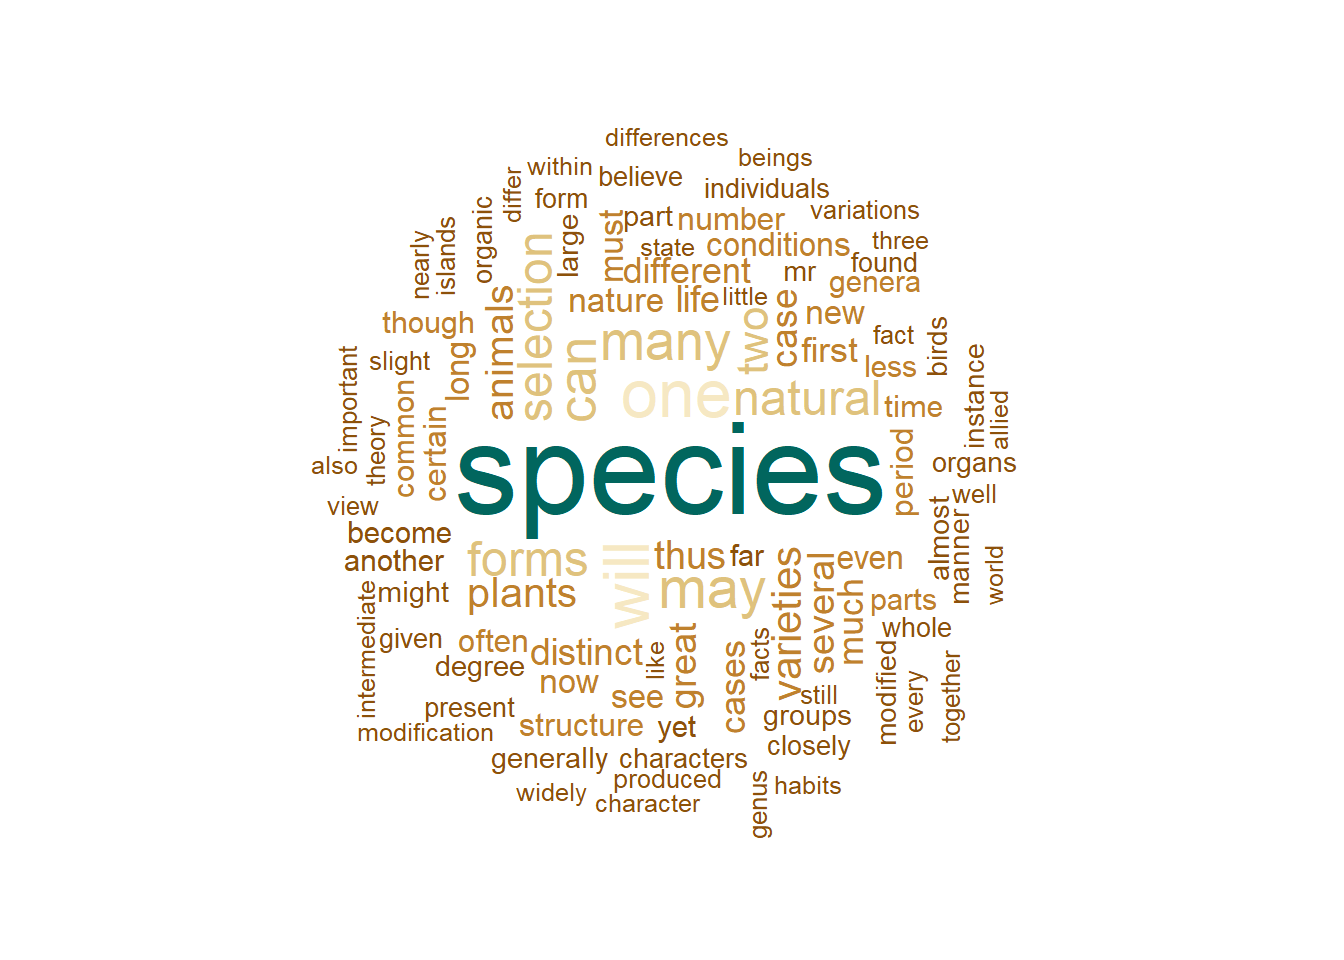 differences
beings
within
believe
differ
form
individuals
organic
large
must
part
number
variations
nearly
islands
state
conditions
three
selection
different
mr
found
animals
nature
life
little
case
genera
though
can
many
two
new
first
fact
birds
slight
long
less
important
common
certain
one
natural
time
instance
allied
theory
also
species
period
organs
view
well
become
almost
manner
another
forms
will
thus
far
even
world
might
plants
may
varieties
several
much
parts
intermediate
given
often
distinct
like
great
cases
facts
whole
degree
now
see
still
modified
every
together
present
structure
yet
groups
modification
closely
generally
characters
produced
widely
character
genus
habits